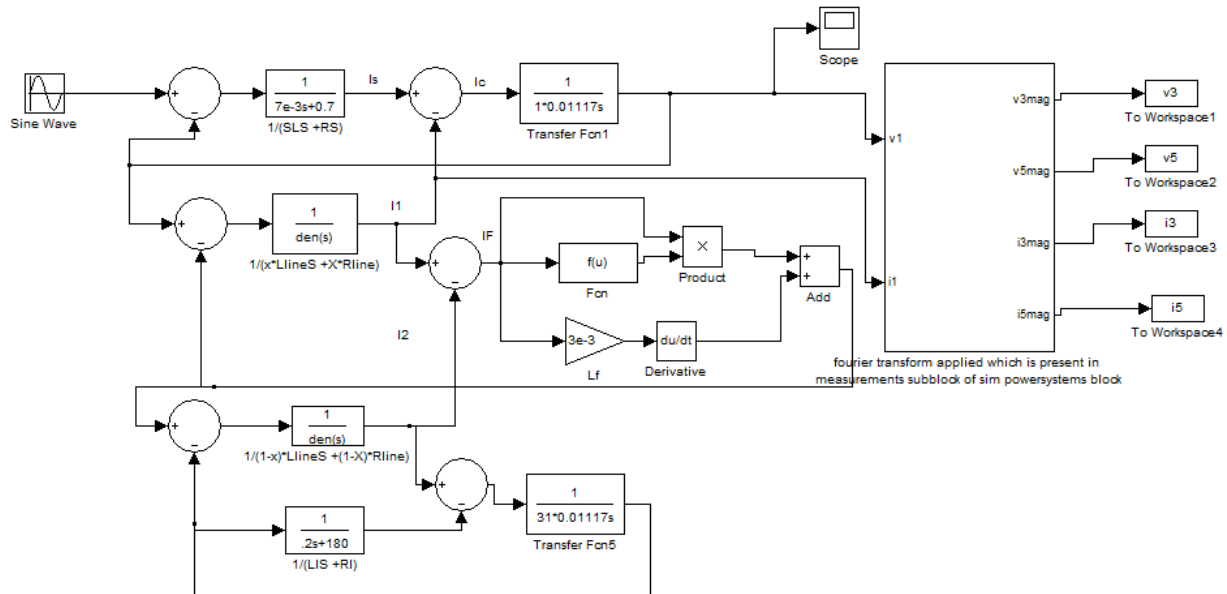 Sine Wave
+
−
1
7e-3s+0.7
1/(SLS +RS)
Is
+
−
Ic
1
1*0.01117s
Transfer Fcn1
Scope
v1
i1
v3mag
v5mag
i3mag
i5mag
v3
To Workspace1
v5
To Workspace2
i3
To Workspace3
i5
To Workspace4
fourier transform applied which is present in
measurements subblock of sim powersystems block
+
−
1
den(s)
1/(x*LlineS +X*Rline)
I1
+
−
IF
f(u)
Fcn
×
Product
+
+
Add
3e-3
Lf
du/dt
Derivative
I2
+
−
1
den(s)
1/(1-x)*LlineS +(1-X)*Rline)
+
−
1
31*0.01117s
Transfer Fcn5
1
.2s+180
1/(LlS +Rl)